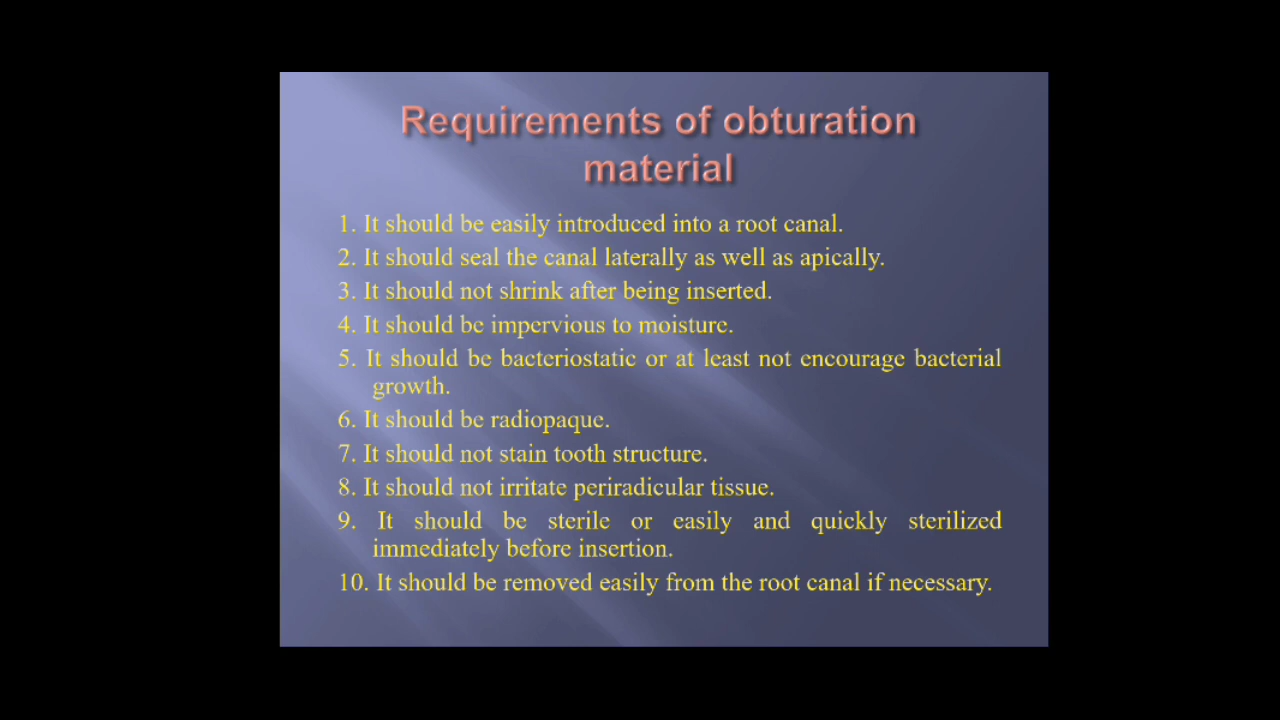 Requirements of obturation
material
1. It should be easily introduced into a root canal.
2. It should seal the canal laterally as well as apically.
3. It should not shrink after being inserted.
4. It should be impervious to moisture.
5. It should be bacteriostatic or at least not encourage bacterial
growth.
6. It should be radiopaque.
7. It should not stain tooth structure.
8. It should not irritate periradicular tissue.
9. It should be sterile or easily and quickly sterilized
immediately before insertion.
10. It should be removed easily from the root canal if necessary.